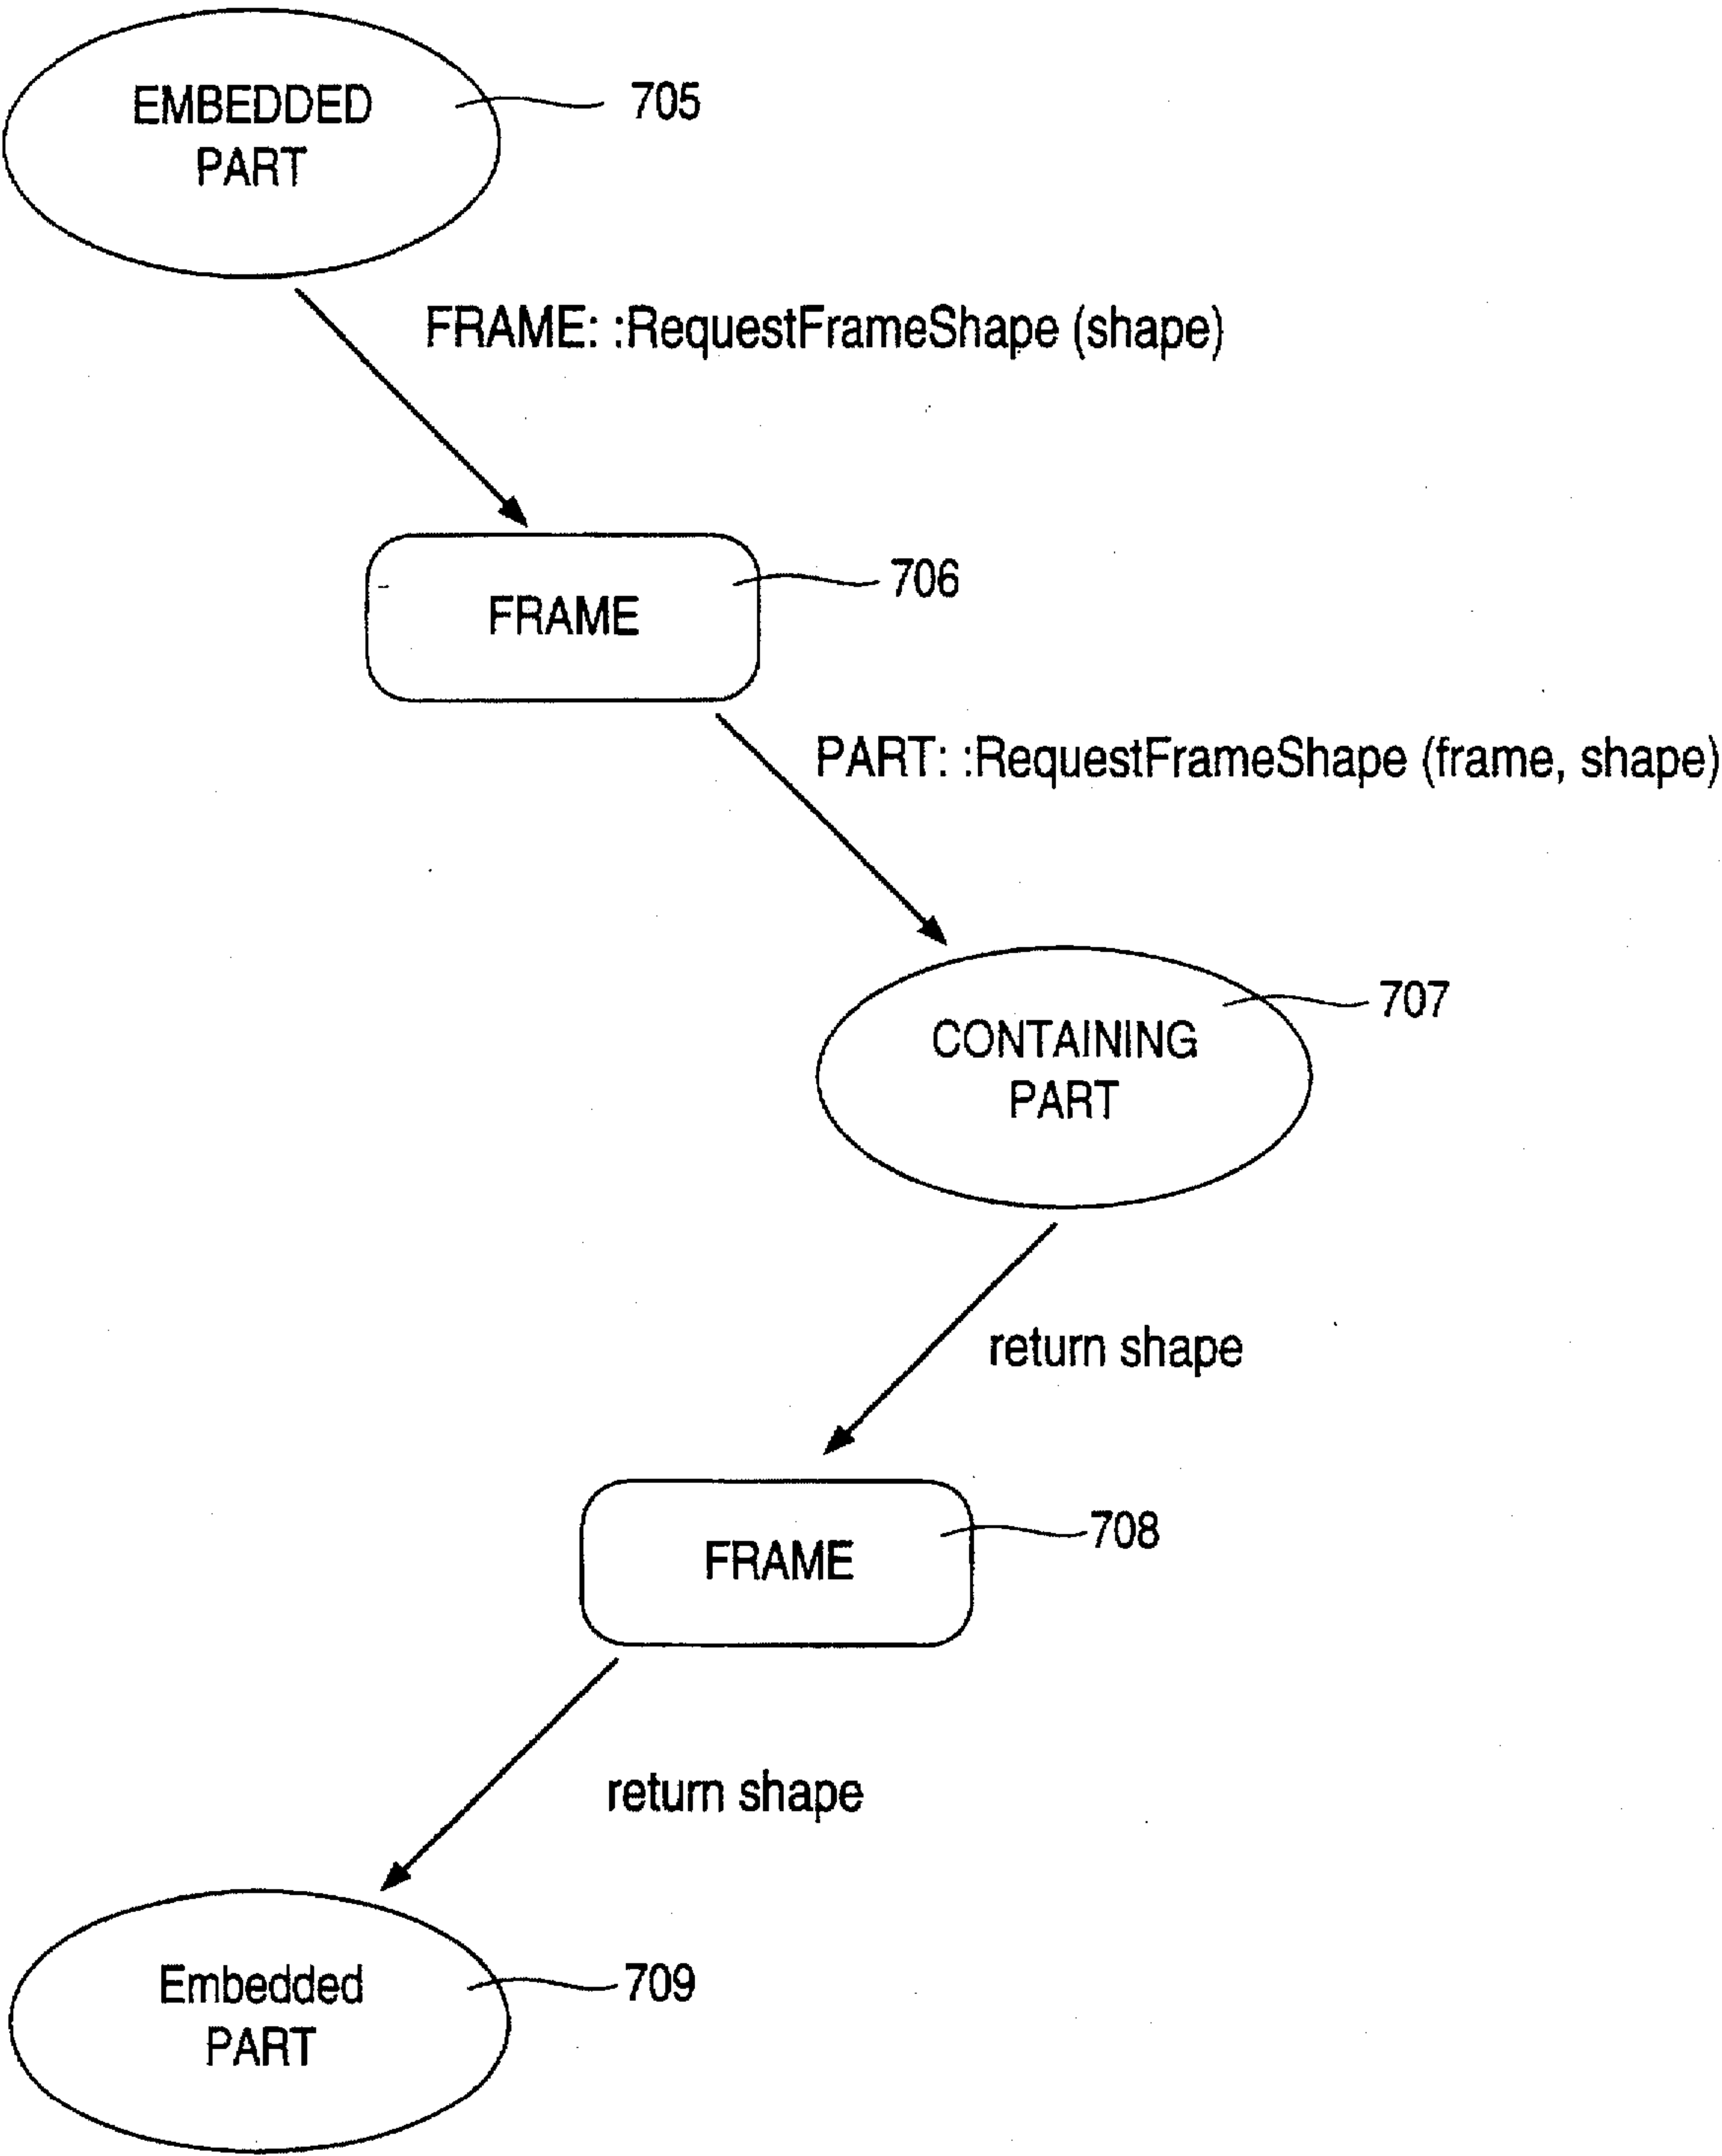 EMBEDDED
PART
705
FRAME: :RequestFrameShape (shape)
FRAME
706
PART: :RequestFrameShape (frame, shape)
CONTAINING
PART
707
return shape
FRAME
708
return shape
Embedded
PART
709